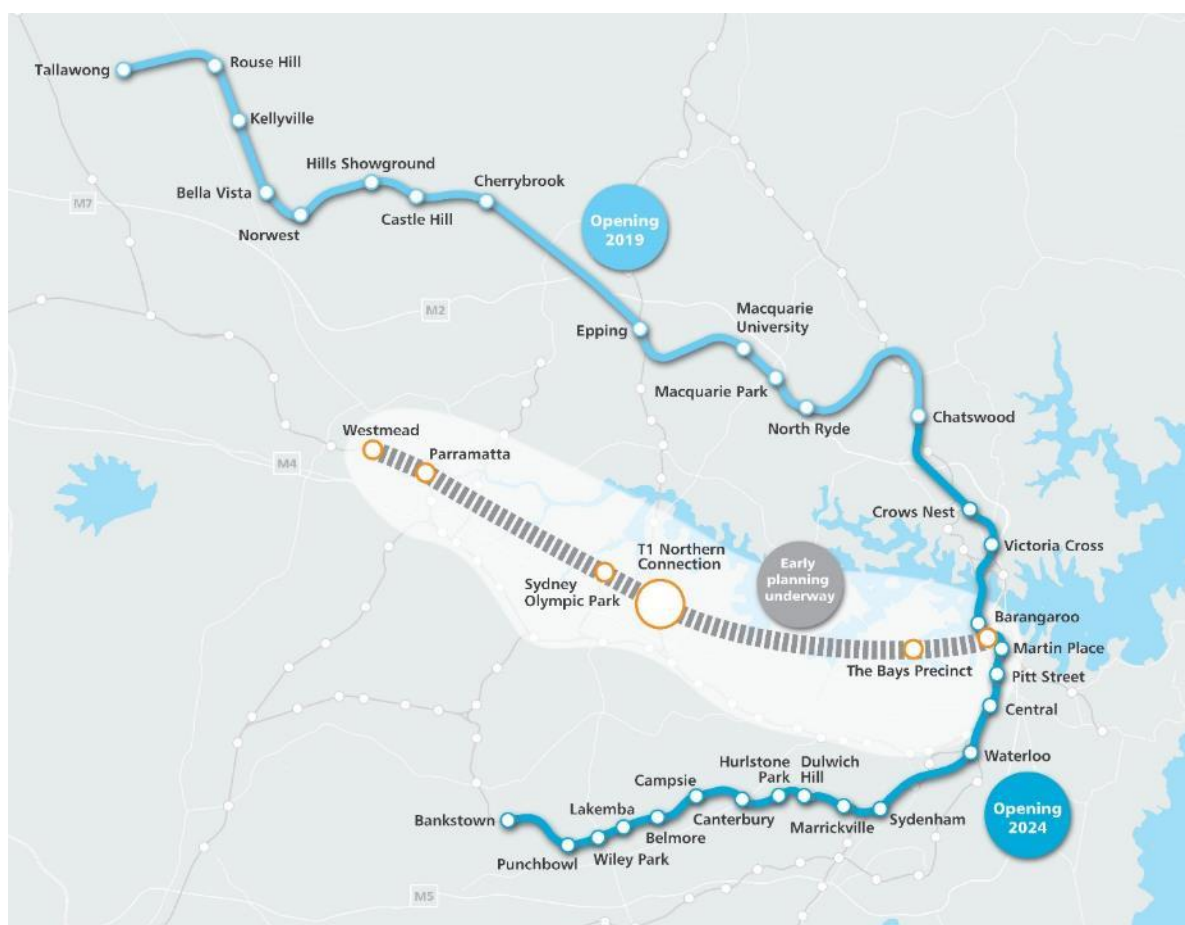 Tallawong
Rouse Hill
Kellyville
Bella Vista
Norwest
Hills Showground
Castle Hill
Cherrybrook
Opening
2019
M7
M2
Epping
Macquarie
University
Macquarie Park
North Ryde
Chatswood
Westmead
Parramatta
M4
Crows Nest
Victoria Cross
T1 Northern
Connection
Sydney
Olympic Park
Early
planning
underway
Barangaroo
Martin Place
The Bays Precinct
Pitt Street
Central
Waterloo
Hurlstone
Park
Dulwich
Hill
Campsie
Lakemba
Bankstown
Canterbury
Sydenham
Marrickville
Belmore
Wiley Park
Punchbowl
Opening
2024
M5